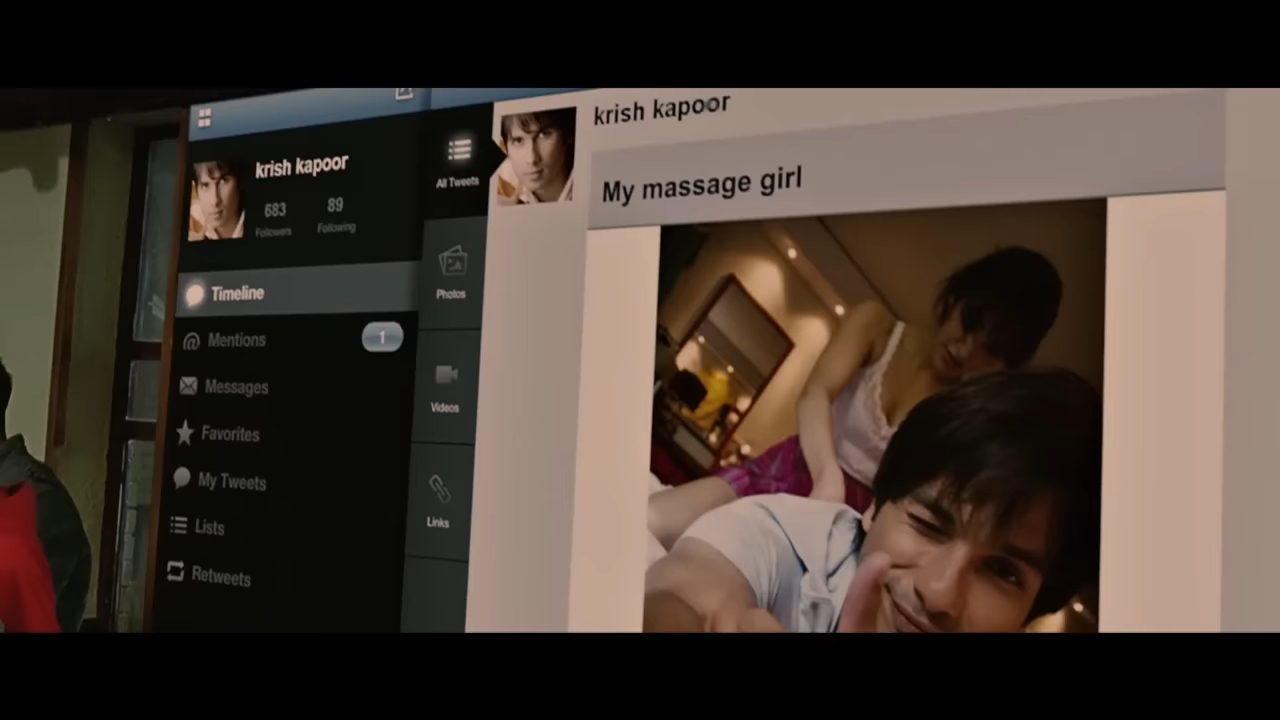 krish kapoor
683
89
Followers
Following
Timeline
@ Mentions
1
Messages
Favorites
My Tweets
Lists
Retweets
All Tweets
Photos
Videos
Links
krish kapoor
My massage girl